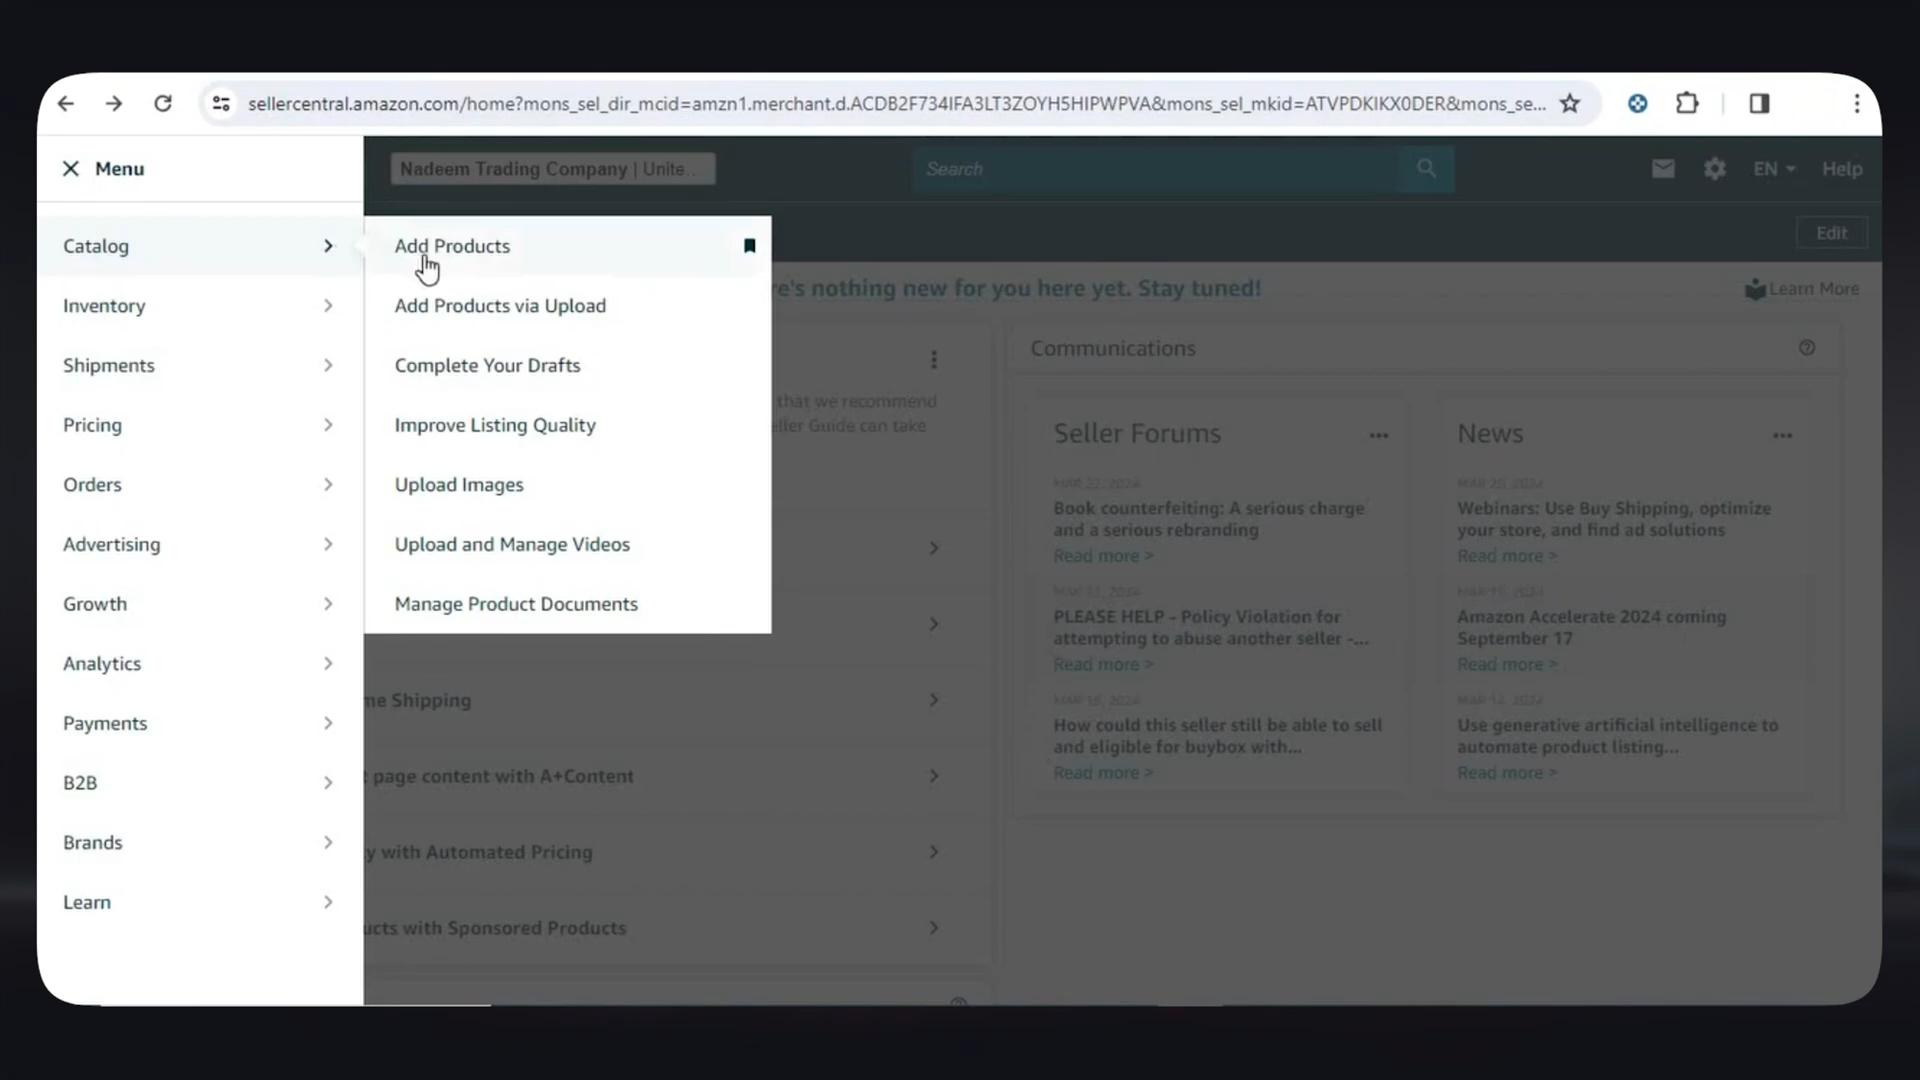 sellercentral.amazon.com/home?mons_sel_dir_mcid=amzn1.merchant.d.ACDB2F734IFA3LT3ZOYH5HIPWPVA&mons_sel_mkid=ATVPDKIKX0DER&mons_se...
Menu
Nadeem Trading Company | Unite...
Search
EN
Help
Catalog
Inventory
Shipments
Pricing
Orders
Advertising
Growth
Analytics
Payments
B2B
Brands
Learn
Add Products
Add Products via Upload
Complete Your Drafts
Improve Listing Quality
Upload Images
Upload and Manage Videos
Manage Product Documents
Edit
re's nothing new for you here yet. Stay tuned!
Learn More
that we recommend
eller Guide can take
me Shipping
t page content with A+Content
y with Automated Pricing
ucts with Sponsored Products
Communications
Seller Forums
MAR 22, 2024
Book counterfeiting: A serious charge
and a serious rebranding
Read more >
PLEASE HELP - Policy Violation for
attempting to abuse another seller -...
Read more >
How could this seller still be able to sell
and eligible for buybox with...
Read more >
News
Webinars: Use Buy Shipping, optimize
your store, and find ad solutions
Read more >
Amazon Accelerate 2024 coming
September 17
Read more >
MAR 14, 2024
Use generative artificial intelligence to
automate product listing...
Read more >